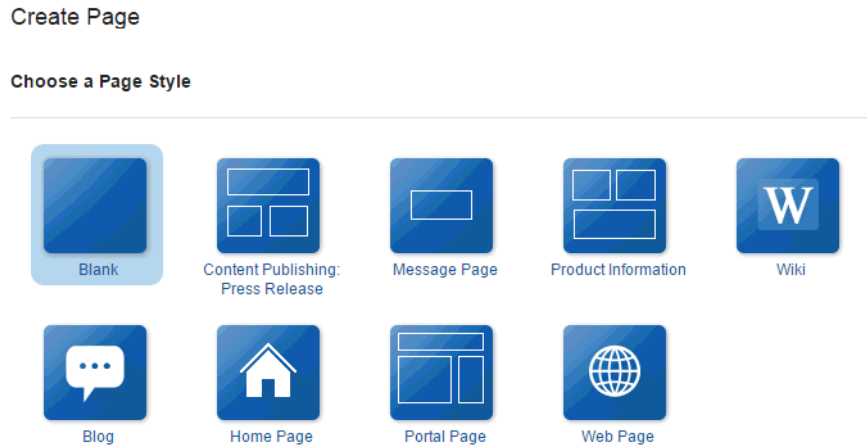 Create Page
Choose a Page Style
Blank
Content Publishing:
Press Release
Message Page
Product Information
W
Wiki
Blog
Home Page
Portal Page
Web Page